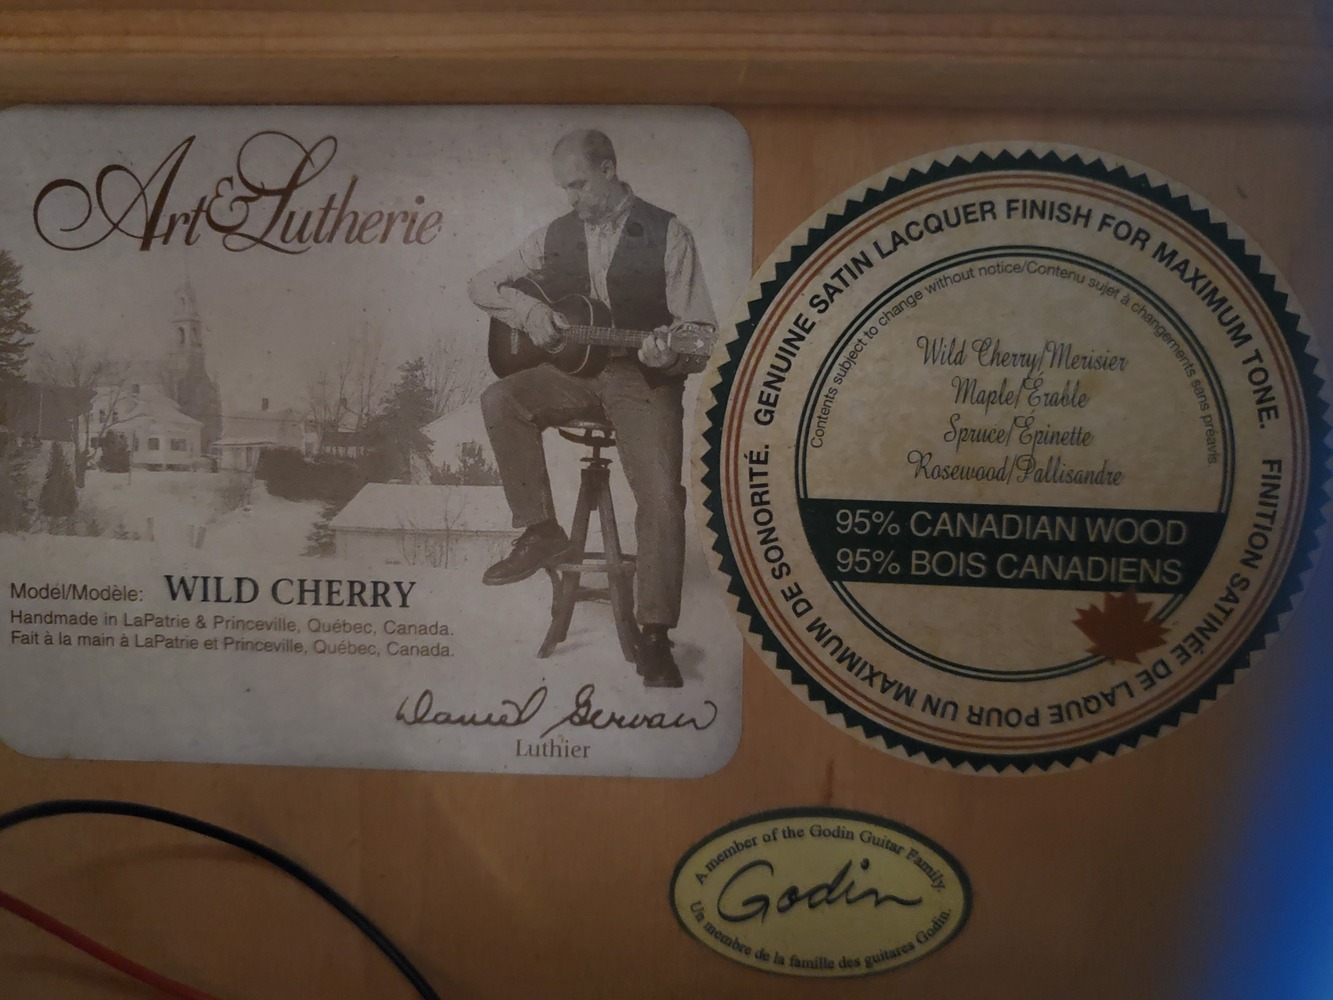 Art & Lutherie
Modél/Modèle: WILD CHERRY
Handmade in LaPatrie & Princeville, Québec, Canada.
Fait à la main à LaPatrie et Princeville, Québec, Canada.
Daniel Gervais
Luthier
GENUINE SATIN LACQUER FINISH FOR MAXIMUM TONE.
FINITION SATINÉE DE LAQUE POUR UN MAXIMUM DE SONORITÉ.
Contents subject to change without notice/Contenu sujet à changements sans préavis.
Wild Cherry/Merisier
Maple/Érable
Spruce/Épinette
Rosewood/Pallisandre
95% CANADIAN WOOD
95% BOIS CANADIENS
A member of the Godin Guitar Family.
Godin
Un membre de la famille des guitares Godin.